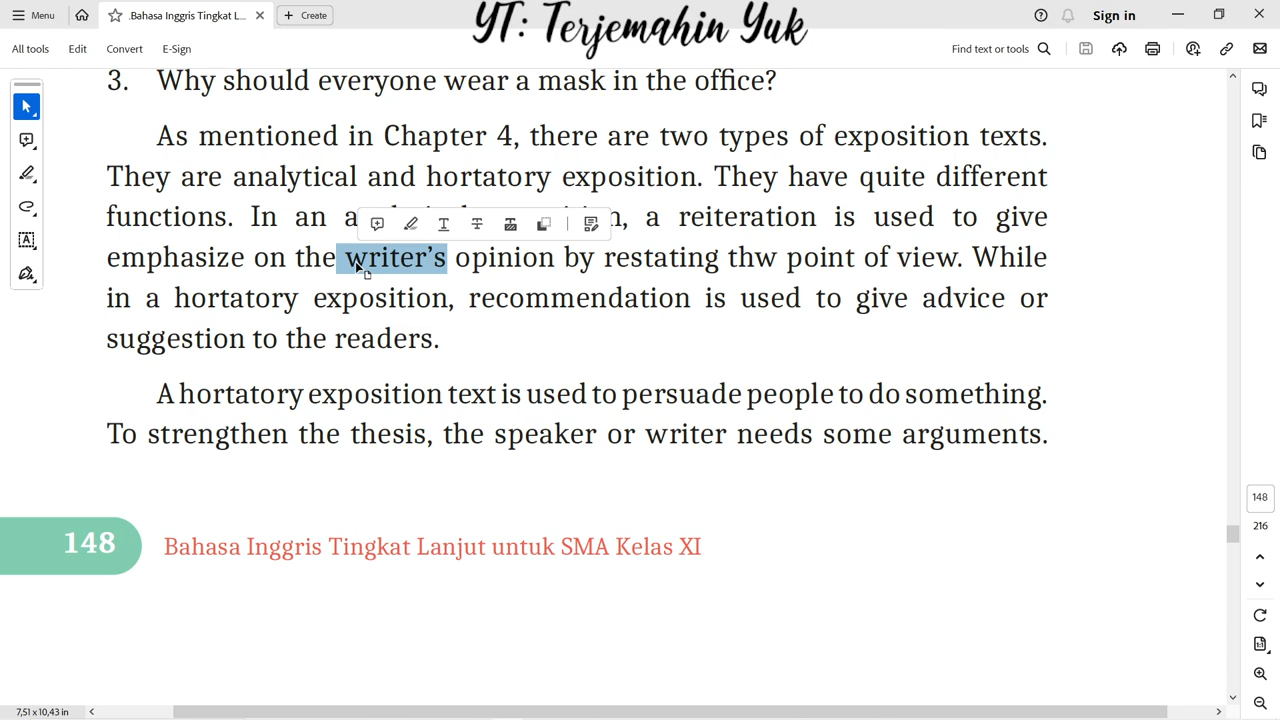 Menu
.Bahasa Inggris Tingkat L...
Create
YT: Terjemahin Yuk
Sign in
All tools
Edit
Convert
E-Sign
Find text or tools
3. Why should everyone wear a mask in the office?
As mentioned in Chapter 4, there are two types of exposition texts.
They are analytical and hortatory exposition. They have quite different
functions. In an a, a reiteration is used to give
emphasize on the writer’s opinion by restating thw point of view. While
in a hortatory exposition, recommendation is used to give advice or
suggestion to the readers.
A hortatory exposition text is used to persuade people to do something.
To strengthen the thesis, the speaker or writer needs some arguments.
148
Bahasa Inggris Tingkat Lanjut untuk SMA Kelas XI
148
216
7,51 x 10,43 in